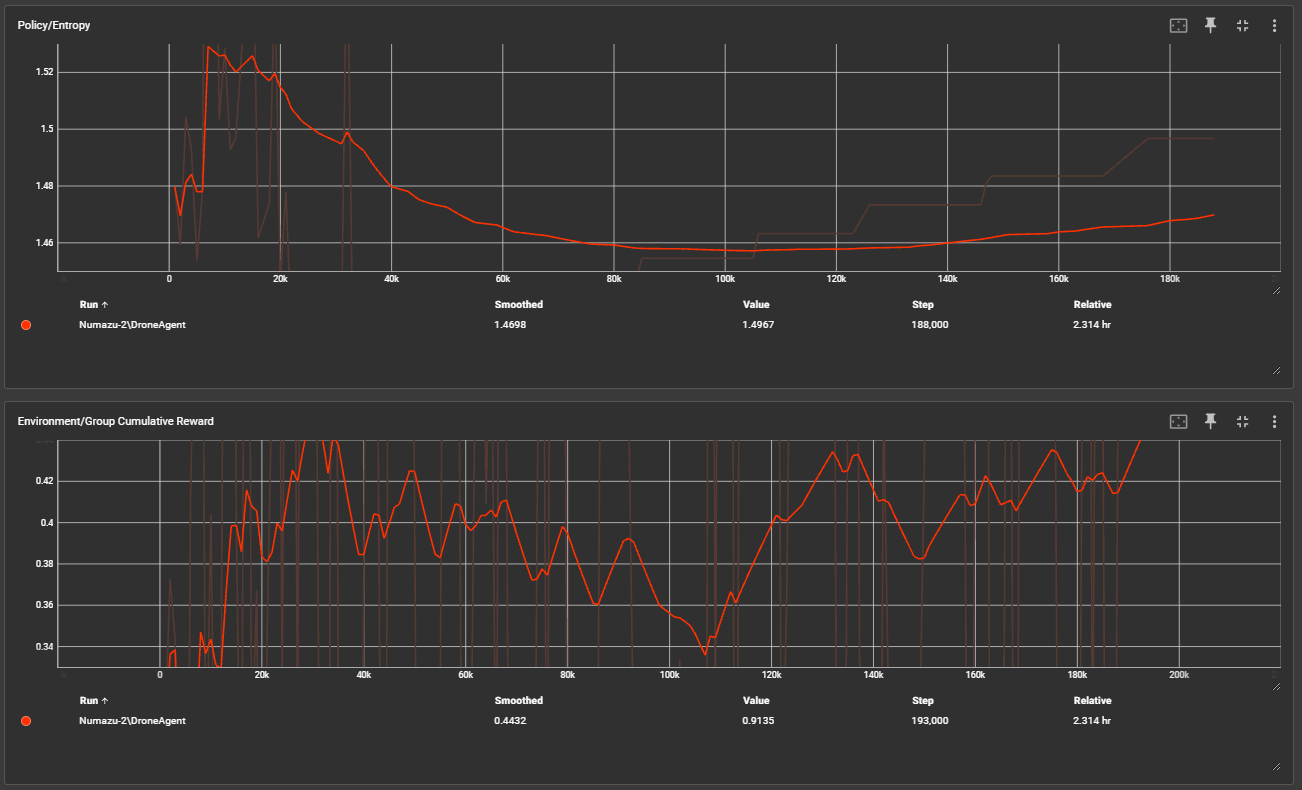 Policy/Entropy
1.52
1.5
1.48
1.46
0 20k 40k 60k 80k 100k 120k 140k 160k 180k
Run ↑ Smoothed Value Step Relative
Numazu-2\DroneAgent 1.4698 1.4967 188,000 2.314 hr
Environment/Group Cumulative Reward
0.42
0.4
0.38
0.36
0.34
0 20k 40k 60k 80k 100k 120k 140k 160k 180k 200k
Run ↑ Smoothed Value Step Relative
Numazu-2\DroneAgent 0.4432 0.9135 193,000 2.314 hr